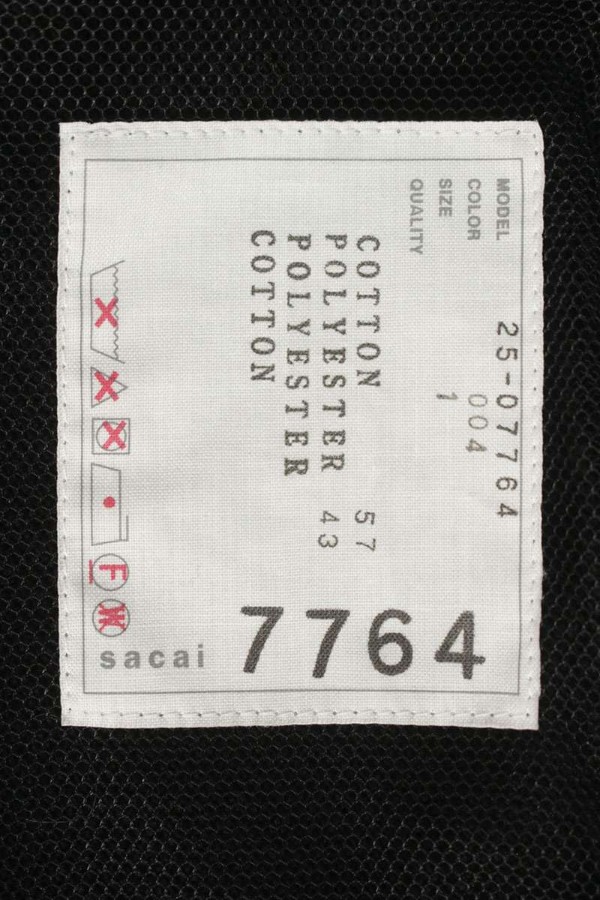 MODEL 25-07764
COLOR 004
SIZE 1
QUALITY
COTTON 57
POLYESTER 43
POLYESTER
COTTON
F
W
7764
sacai